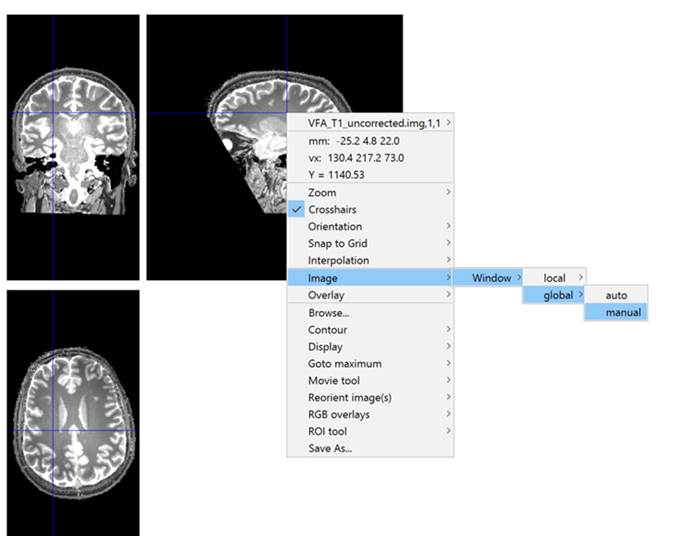 VFA_T1_uncorrected.img,1,1
mm: -25.2 4.8 22.0
vx: 130.4 217.2 73.0
Y = 1140.53
Zoom
Crosshairs
Orientation
Snap to Grid
Interpolation
Image
Window
local
Overlay
global
auto
Browse...
manual
Contour
Display
Goto maximum
Movie tool
Reorient image(s)
RGB overlays
ROI tool
Save As...